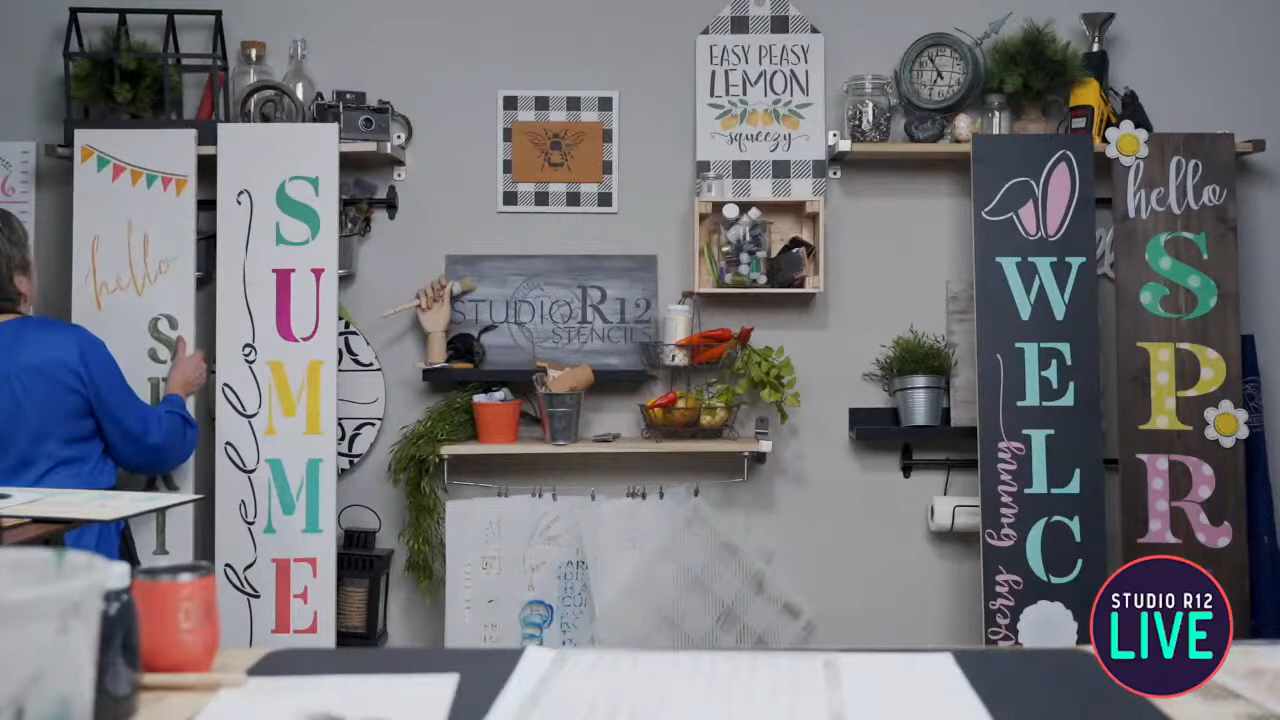 hello
S
hello
S
U
M
M
E
STUDIO R12
STENCILS
EASY PEASY
LEMON
squeezy
W
E
L
C
very bunny
hello
S
P
R
STUDIO R12
LIVE